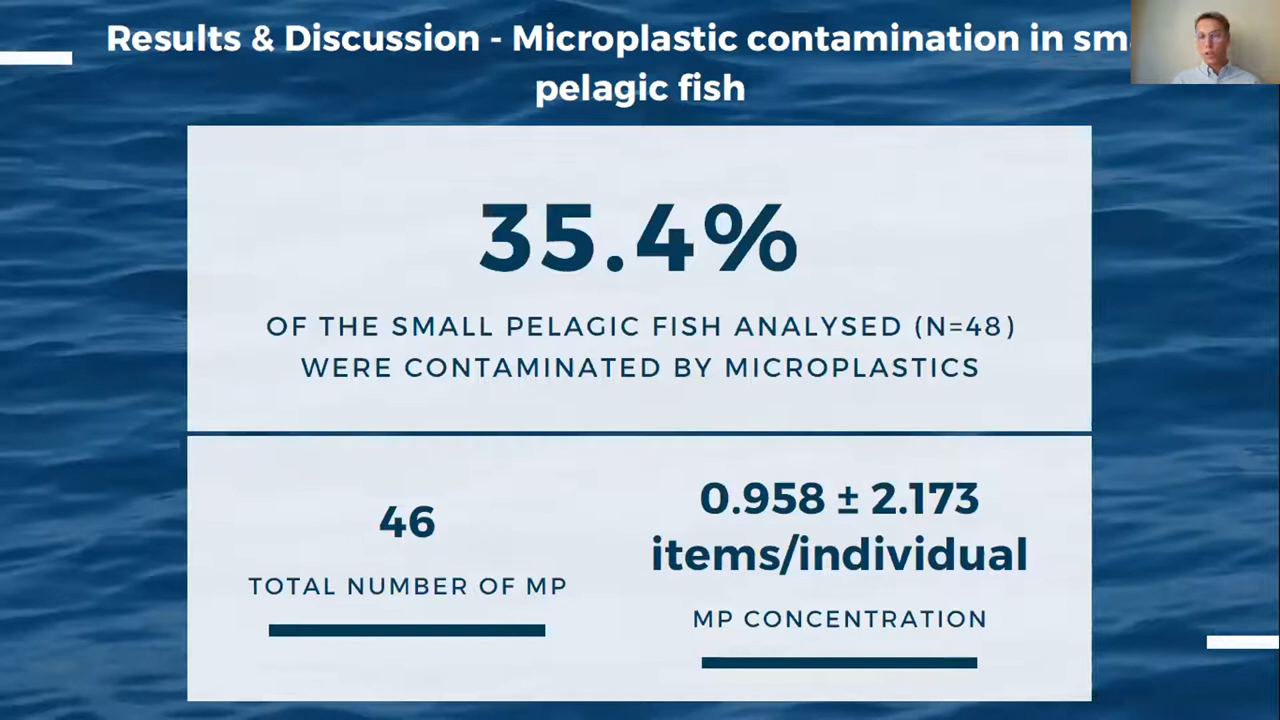 Results & Discussion - Microplastic contamination in
pelagic fish
35.4%
OF THE SMALL PELAGIC FISH ANALYSED (N=48)
WERE CONTAMINATED BY MICROPLASTICS
46
TOTAL NUMBER OF MP
0.958 ± 2.173
items/individual
MP CONCENTRATION